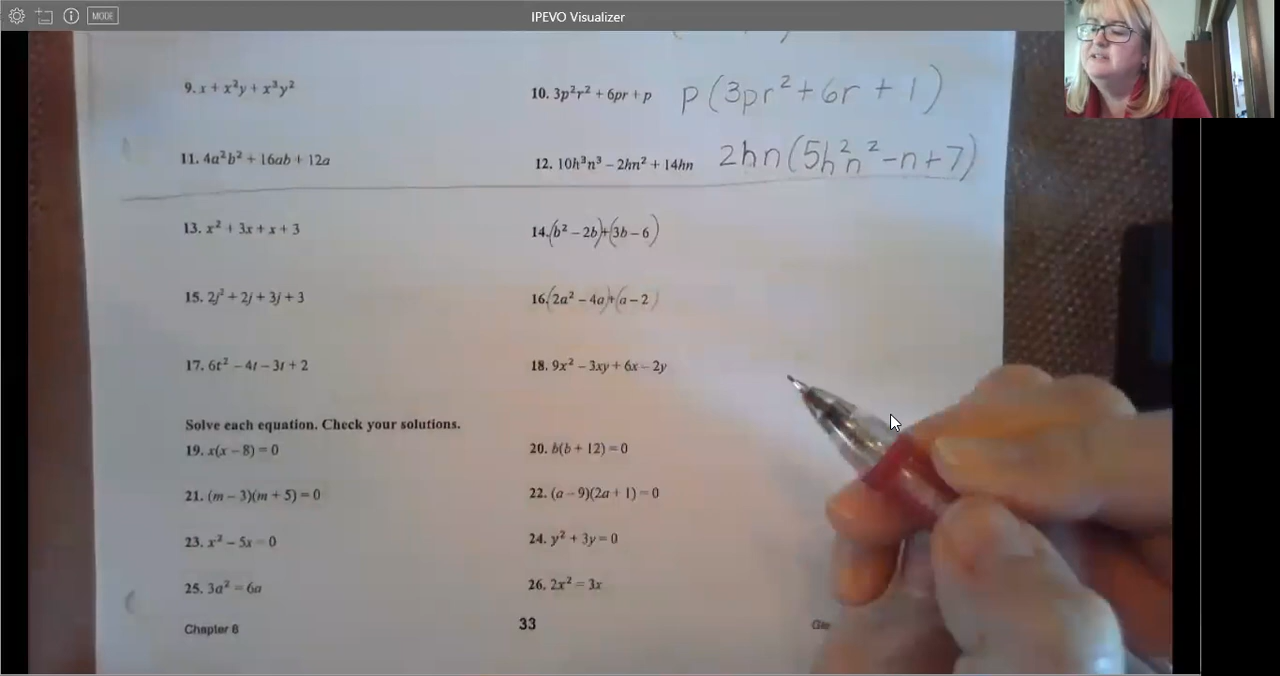 MODE
IPEVO Visualizer
9. x + x²y + x³y²
10. 3p²r² + 6pr + p p(3pr² + 6r + 1)
11. 4a²b² + 16ab + 12a
12. 10h³n³ – 2hn² + 14hn 2hn(5h²n² – n + 7)
13. x² + 3x + x + 3
14. (b² – 2b) + (3b – 6)
15. 2j² + 2j + 3j + 3
16. (2a² – 4a) + (a – 2)
17. 6t² – 4t – 3t + 2
18. 9x² – 3xy + 6x – 2y
Solve each equation. Check your solutions.
19. x(x – 8) = 0
20. b(b + 12) = 0
21. (m – 3)(m + 5) = 0
22. (a – 9)(2a + 1) = 0
23. x² – 5x = 0
24. y² + 3y = 0
25. 3a² = 6a
26. 2x² = 3x
Chapter 8
33